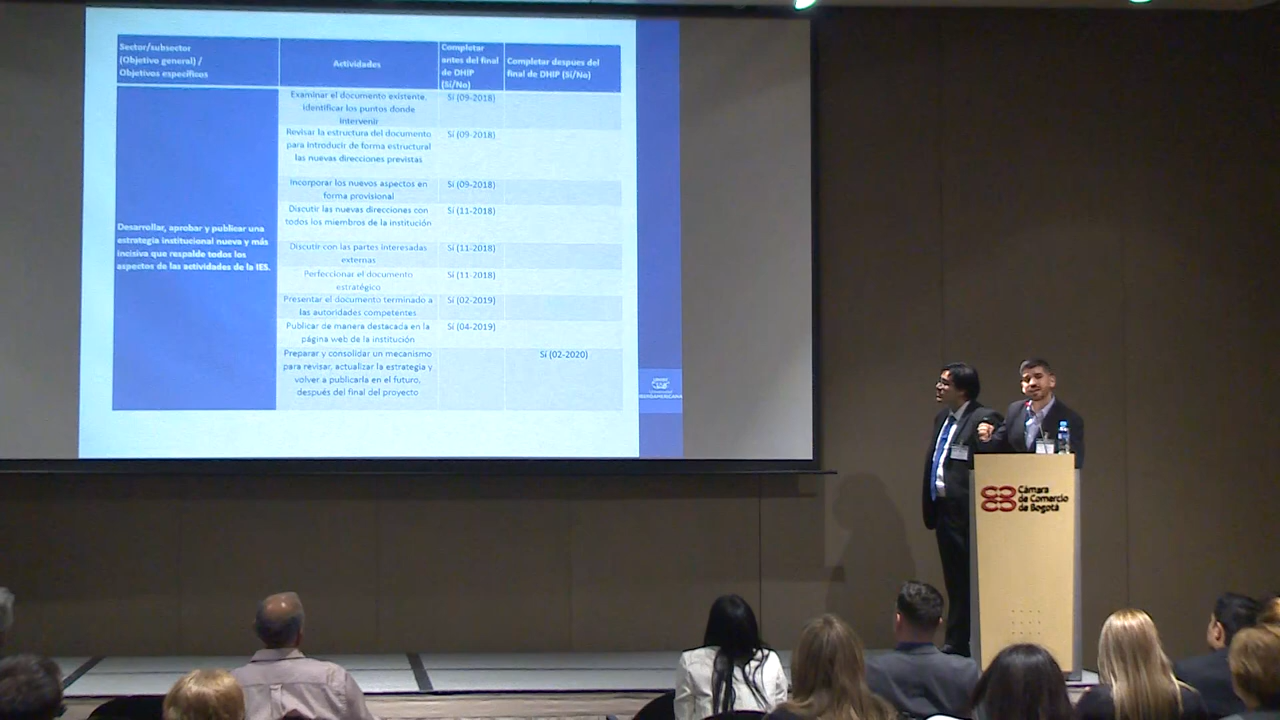 Sector/subsector
(Objetivo general) /
Objetivos específicos
Actividades
Completar
antes del final
de DHIP
(Sí/No)
Completar despues del
final de DHIP (Sí/No)
Desarrollar, aprobar y publicar una
estrategia institucional nueva y más
incisiva que respalde todos los
aspectos de las actividades de la IES.
Examinar el documento existente,
identificar los puntos donde
intervenir
Sí (09-2018)
Revisar la estructura del documento
para introducir de forma estructural
las nuevas direcciones previstas
Sí (09-2018)
Incorporar los nuevos aspectos en
forma provisional
Sí (09-2018)
Discutir las nuevas direcciones con
todos los miembros de la institución
Sí (11-2018)
Discutir con las partes interesadas
externas
Sí (11-2018)
Perfeccionar el documento
estratégico
Sí (11-2018)
Presentar el documento terminado a
las autoridades competentes.
Sí (02-2019)
Publicar de manera destacada en la
página web de la institución
Sí (04-2019)
Preparar y consolidar un mecanismo
para revisar, actualizar la estrategia y
volver a publicarla en el futuro,
después del final del proyecto
Sí (02-2020)
IBEROAMERICANA
Cámara
de Comercio
de Bogotá